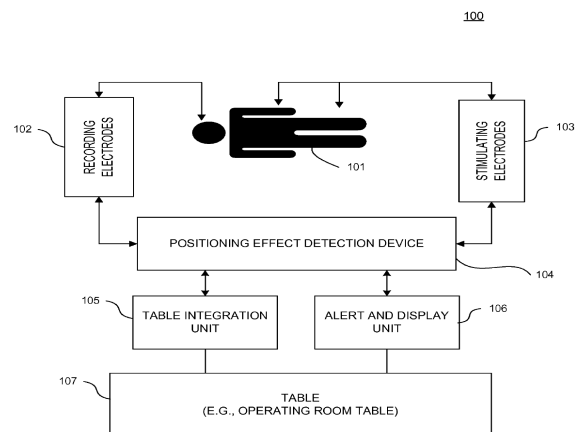 100
102
RECORDING
ELECTRODES
101
STIMULATING
ELECTRODES
103
POSITIONING EFFECT DETECTION DEVICE
104
105
TABLE INTEGRATION
UNIT
ALERT AND DISPLAY
UNIT
106
107
TABLE
(E.G., OPERATING ROOM TABLE)